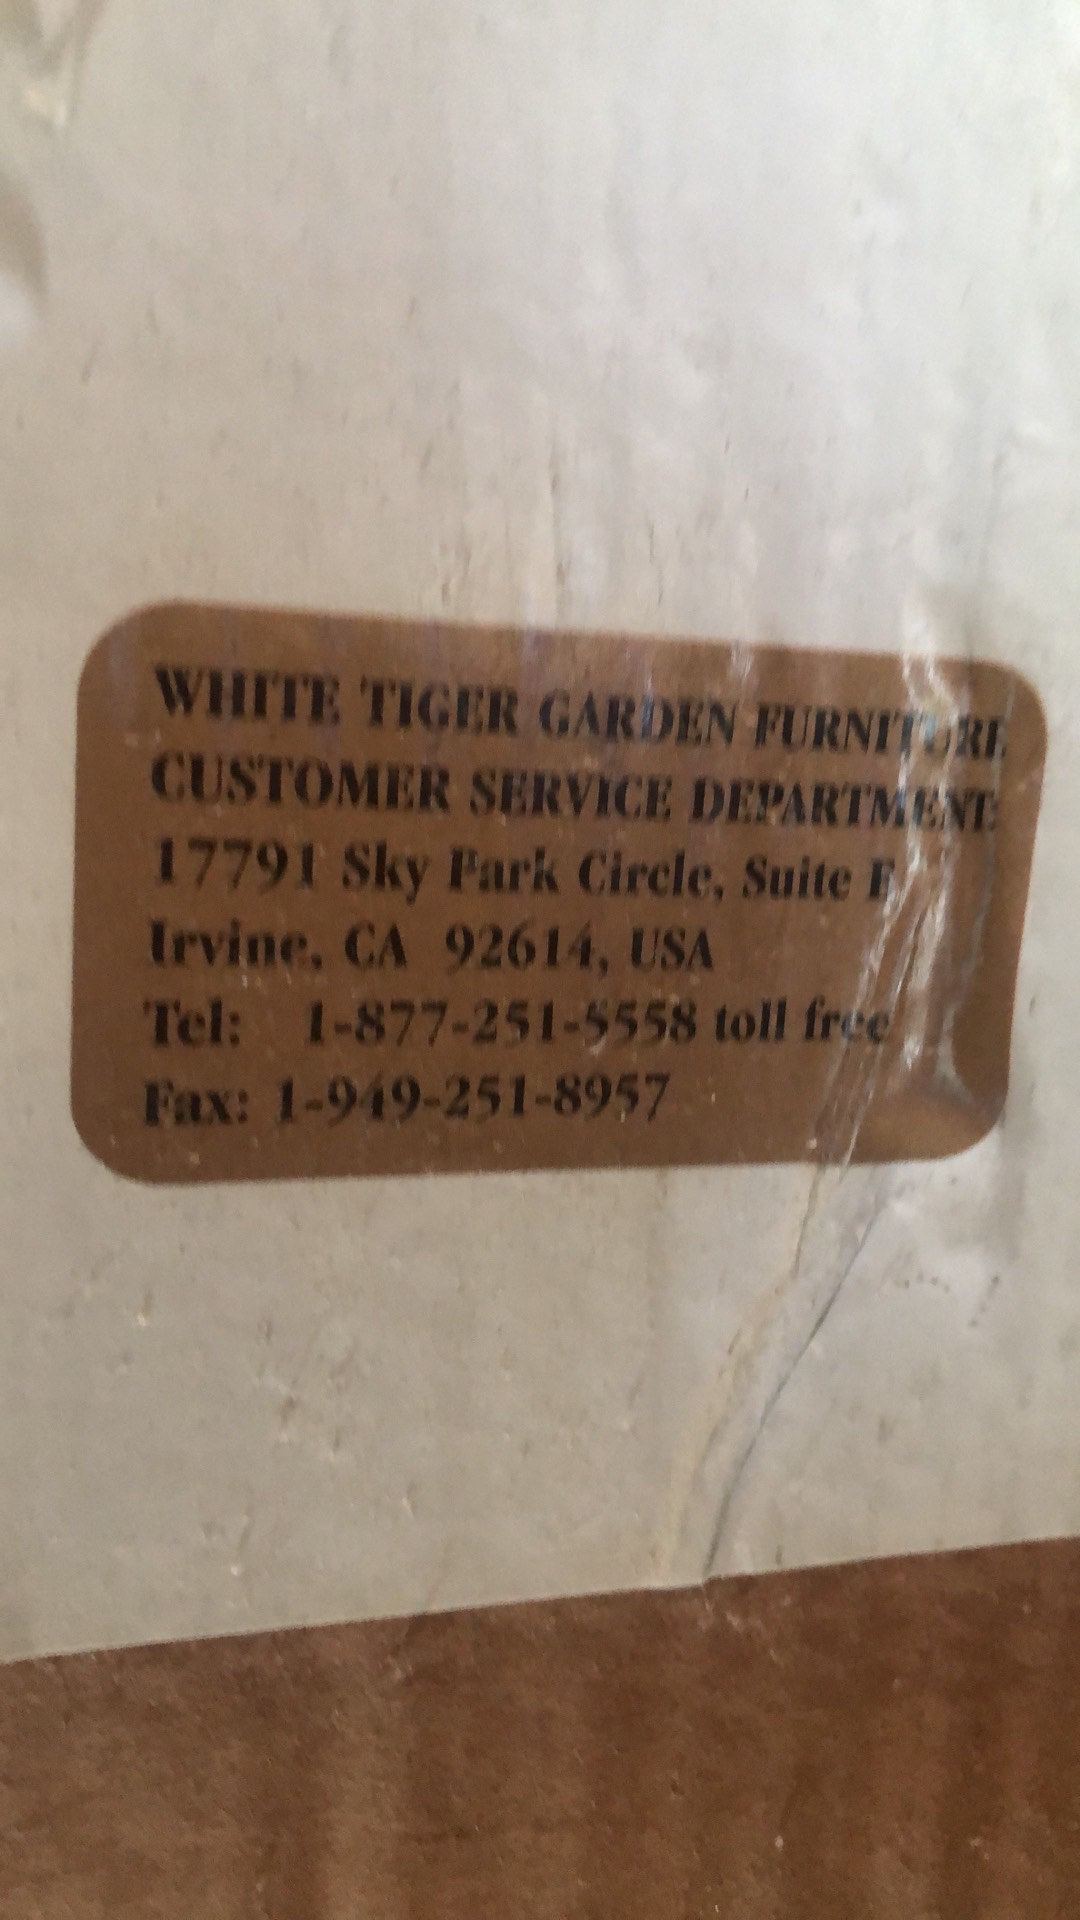 WHITE TIGER GARDEN FURNITURE
CUSTOMER SERVICE DEPARTMENT
17791 Sky Park Circle, Suite E
Irvine, CA 92614, USA
Tel: 1-877-251-5558 toll free
Fax: 1-949-251-8957